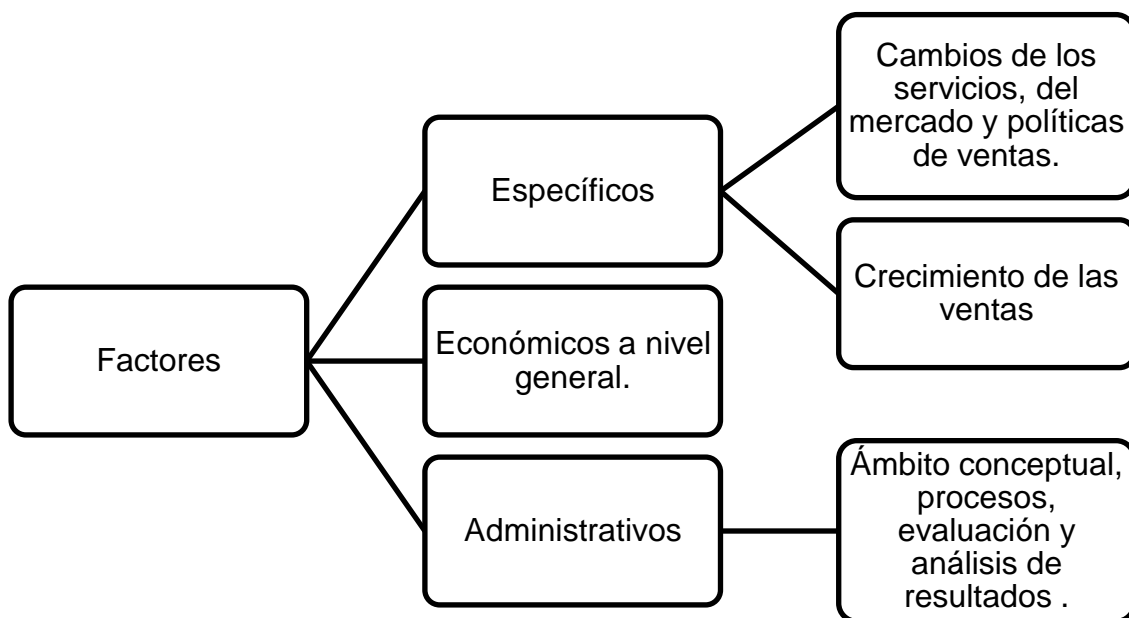 Factores
Específicos
Cambios de los
servicios, del
mercado y políticas
de ventas.
Crecimiento de las
ventas
Económicos a nivel
general.
Administrativos
Ámbito conceptual,
procesos,
evaluación y
análisis de
resultados .